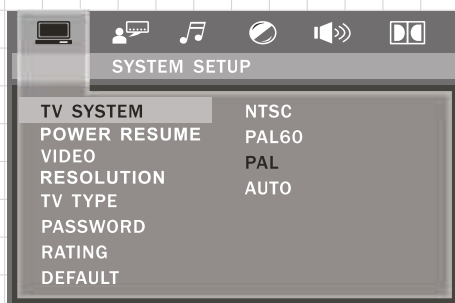 SYSTEM SETUP
TV SYSTEM
POWER RESUME
VIDEO
RESOLUTION
TV TYPE
PASSWORD
RATING
DEFAULT
NTSC
PAL60
PAL
AUTO